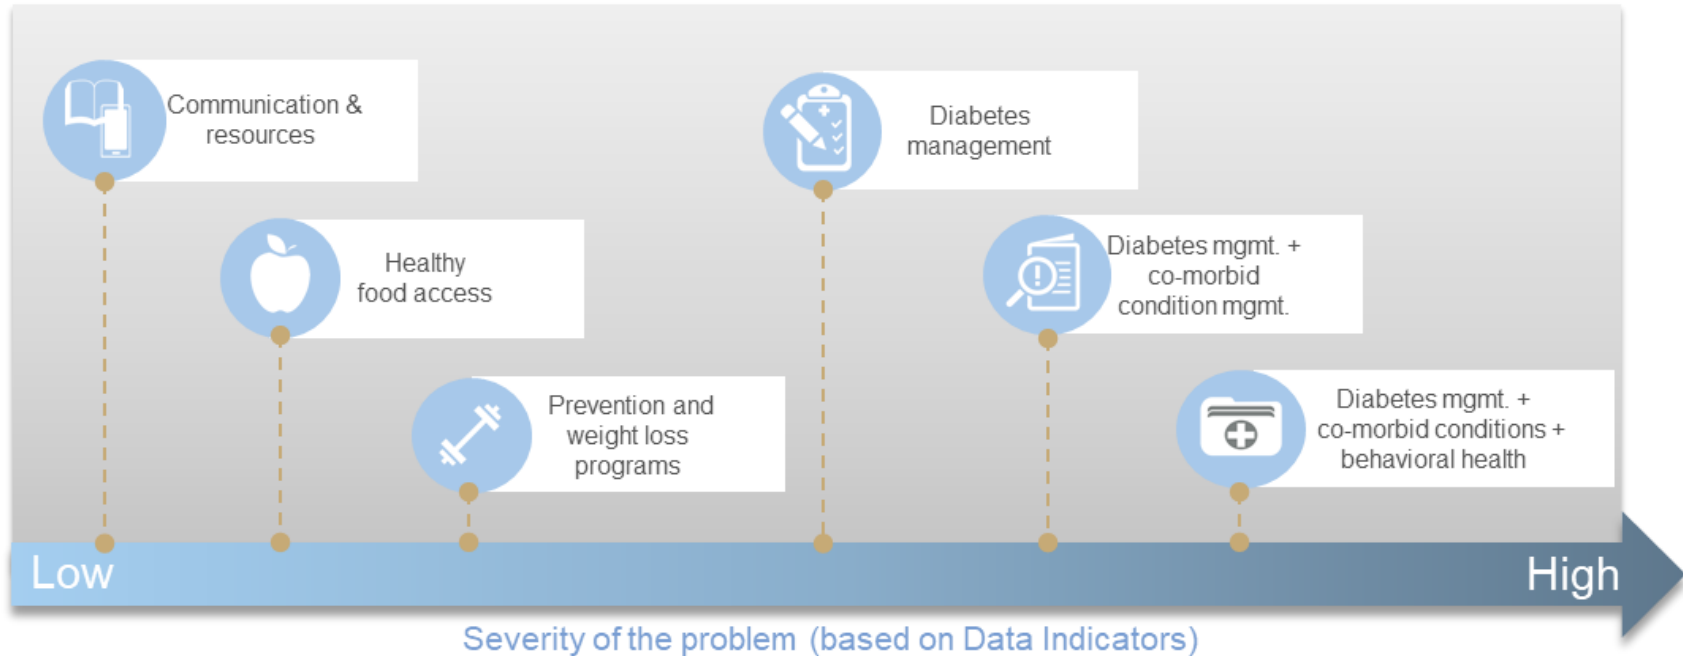 Communication &
resources
Healthy
food access
Prevention and
weight loss
programs
Diabetes
management
Diabetes mgmt. +
co-morbid
condition mgmt.
Diabetes mgmt. +
co-morbid conditions +
behavioral health
Low
High
Severity of the problem (based on Data Indicators)